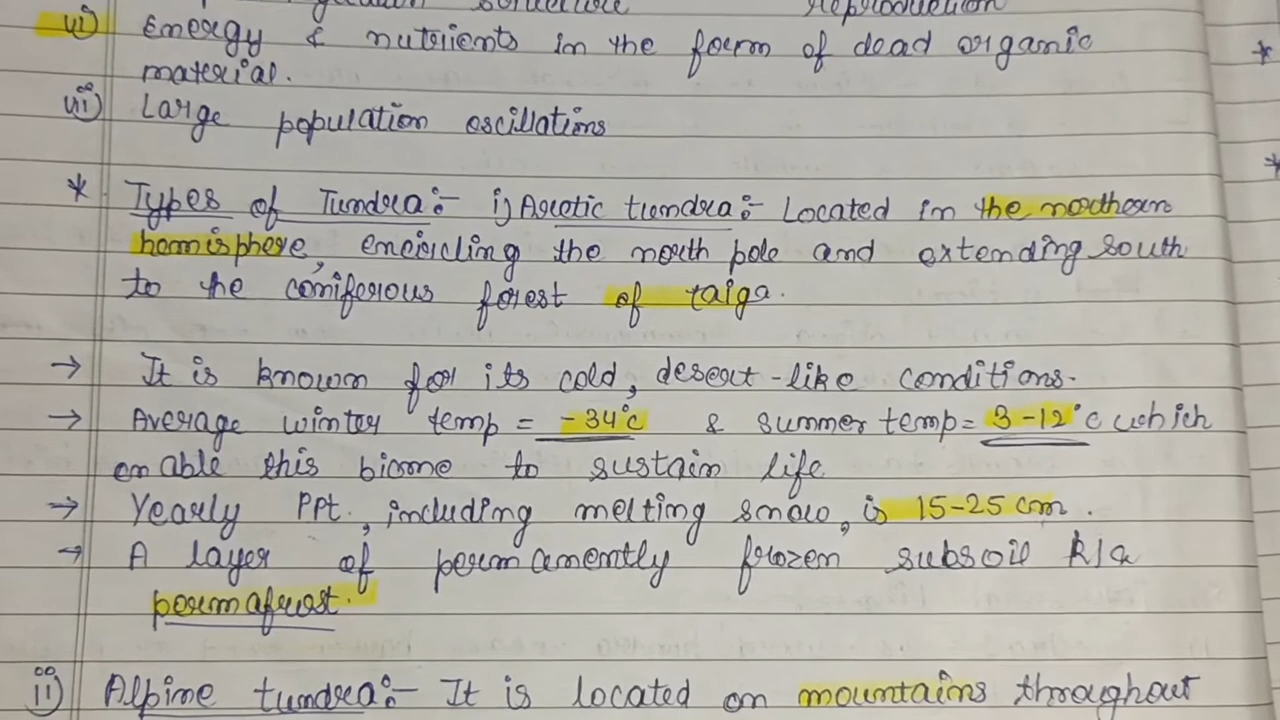 Reproduction
vi) Energy & nutrients in the form of dead organic
material.
vii) Large population oscillations
* Types of Tundra:- i) Arctic tundra:- Located in the northern
hemisphere, encircling the north pole and extending south
to the coniferous forest of taiga.
→ It is known for its cold, desert-like conditions.
→ Average winter temp = -34°C & summer temp = 3-12°C which
enable this biome to sustain life
→ Yearly PPt., including melting snow, is 15-25 cm.
→ A layer of permanently frozen subsoil k/a
permafrost.
ii) Alpine tundra:- It is located on mountains throughout